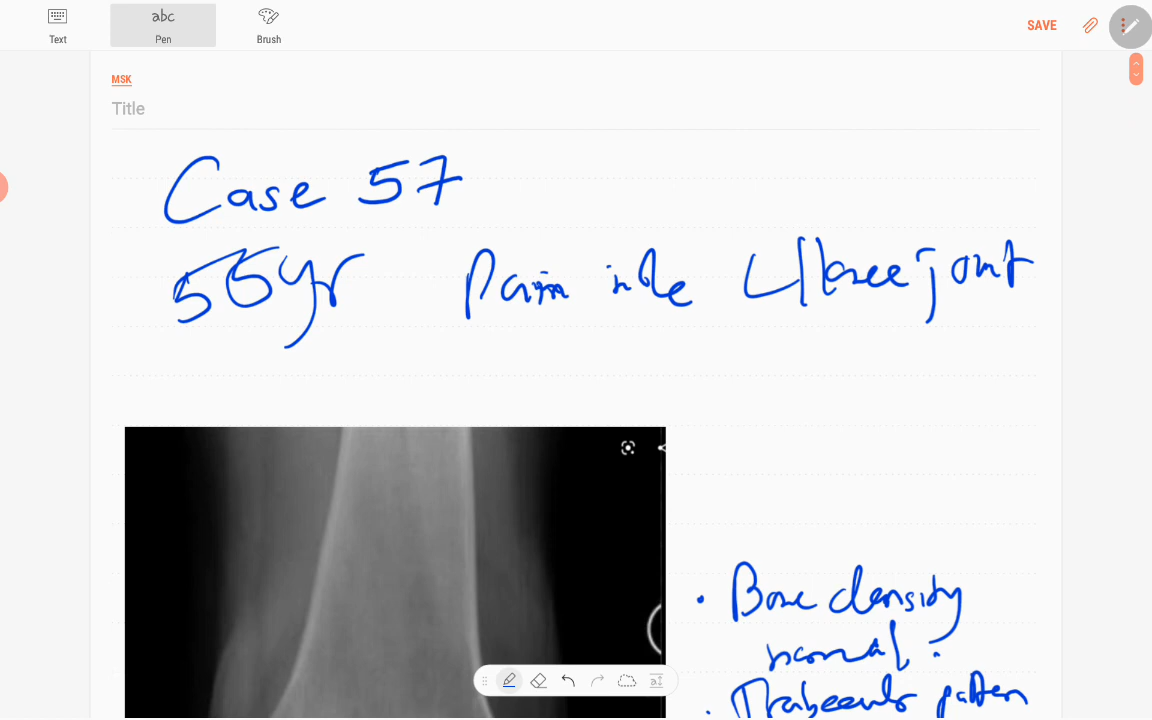 Text
Pen
Brush
SAVE
MSK
Title
Case 57
55yr Pain in the Lt knee joint
. Bone density
normal.
. Trabecular pattern